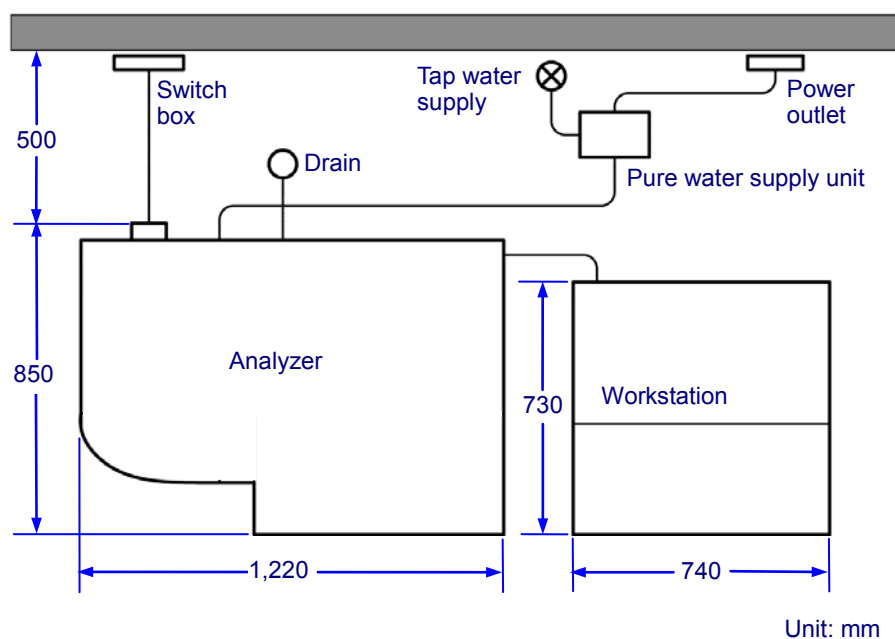 Switch
box
Tap water
supply
Power
outlet
500
Drain
Pure water supply unit
Analyzer
850
730
Workstation
1,220
740
Unit: mm